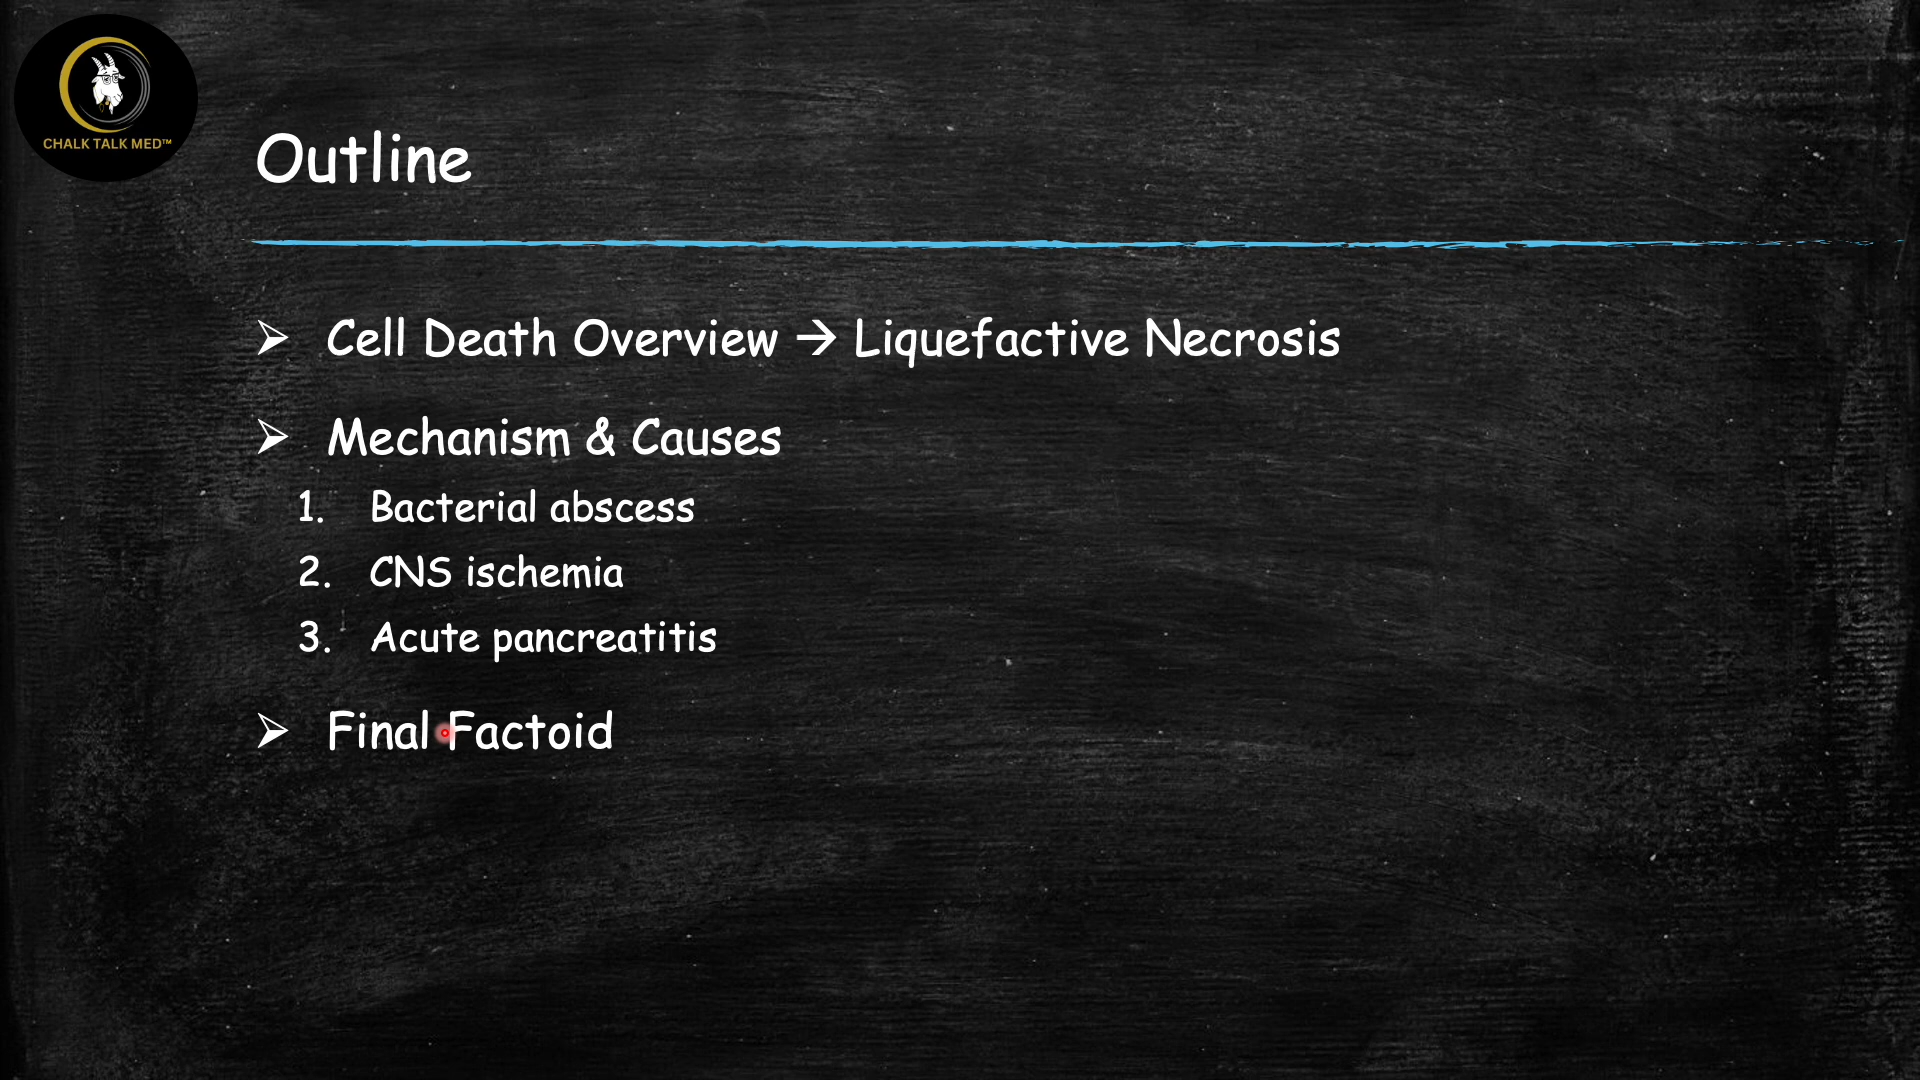 CHALK TALK MED™
Outline
➢ Cell Death Overview → Liquefactive Necrosis
➢ Mechanism & Causes
1. Bacterial abscess
2. CNS ischemia
3. Acute pancreatitis
➢ Final Factoid